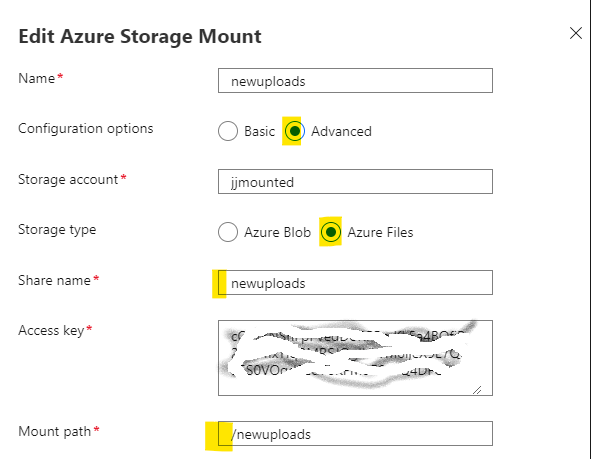 Edit Azure Storage Mount
Name*
newuploads
Configuration options
Basic
Advanced
Storage account*
jjmounted
Storage type
Azure Blob
Azure Files
Share name*
newuploads
Access key*
Mount path*
/newuploads